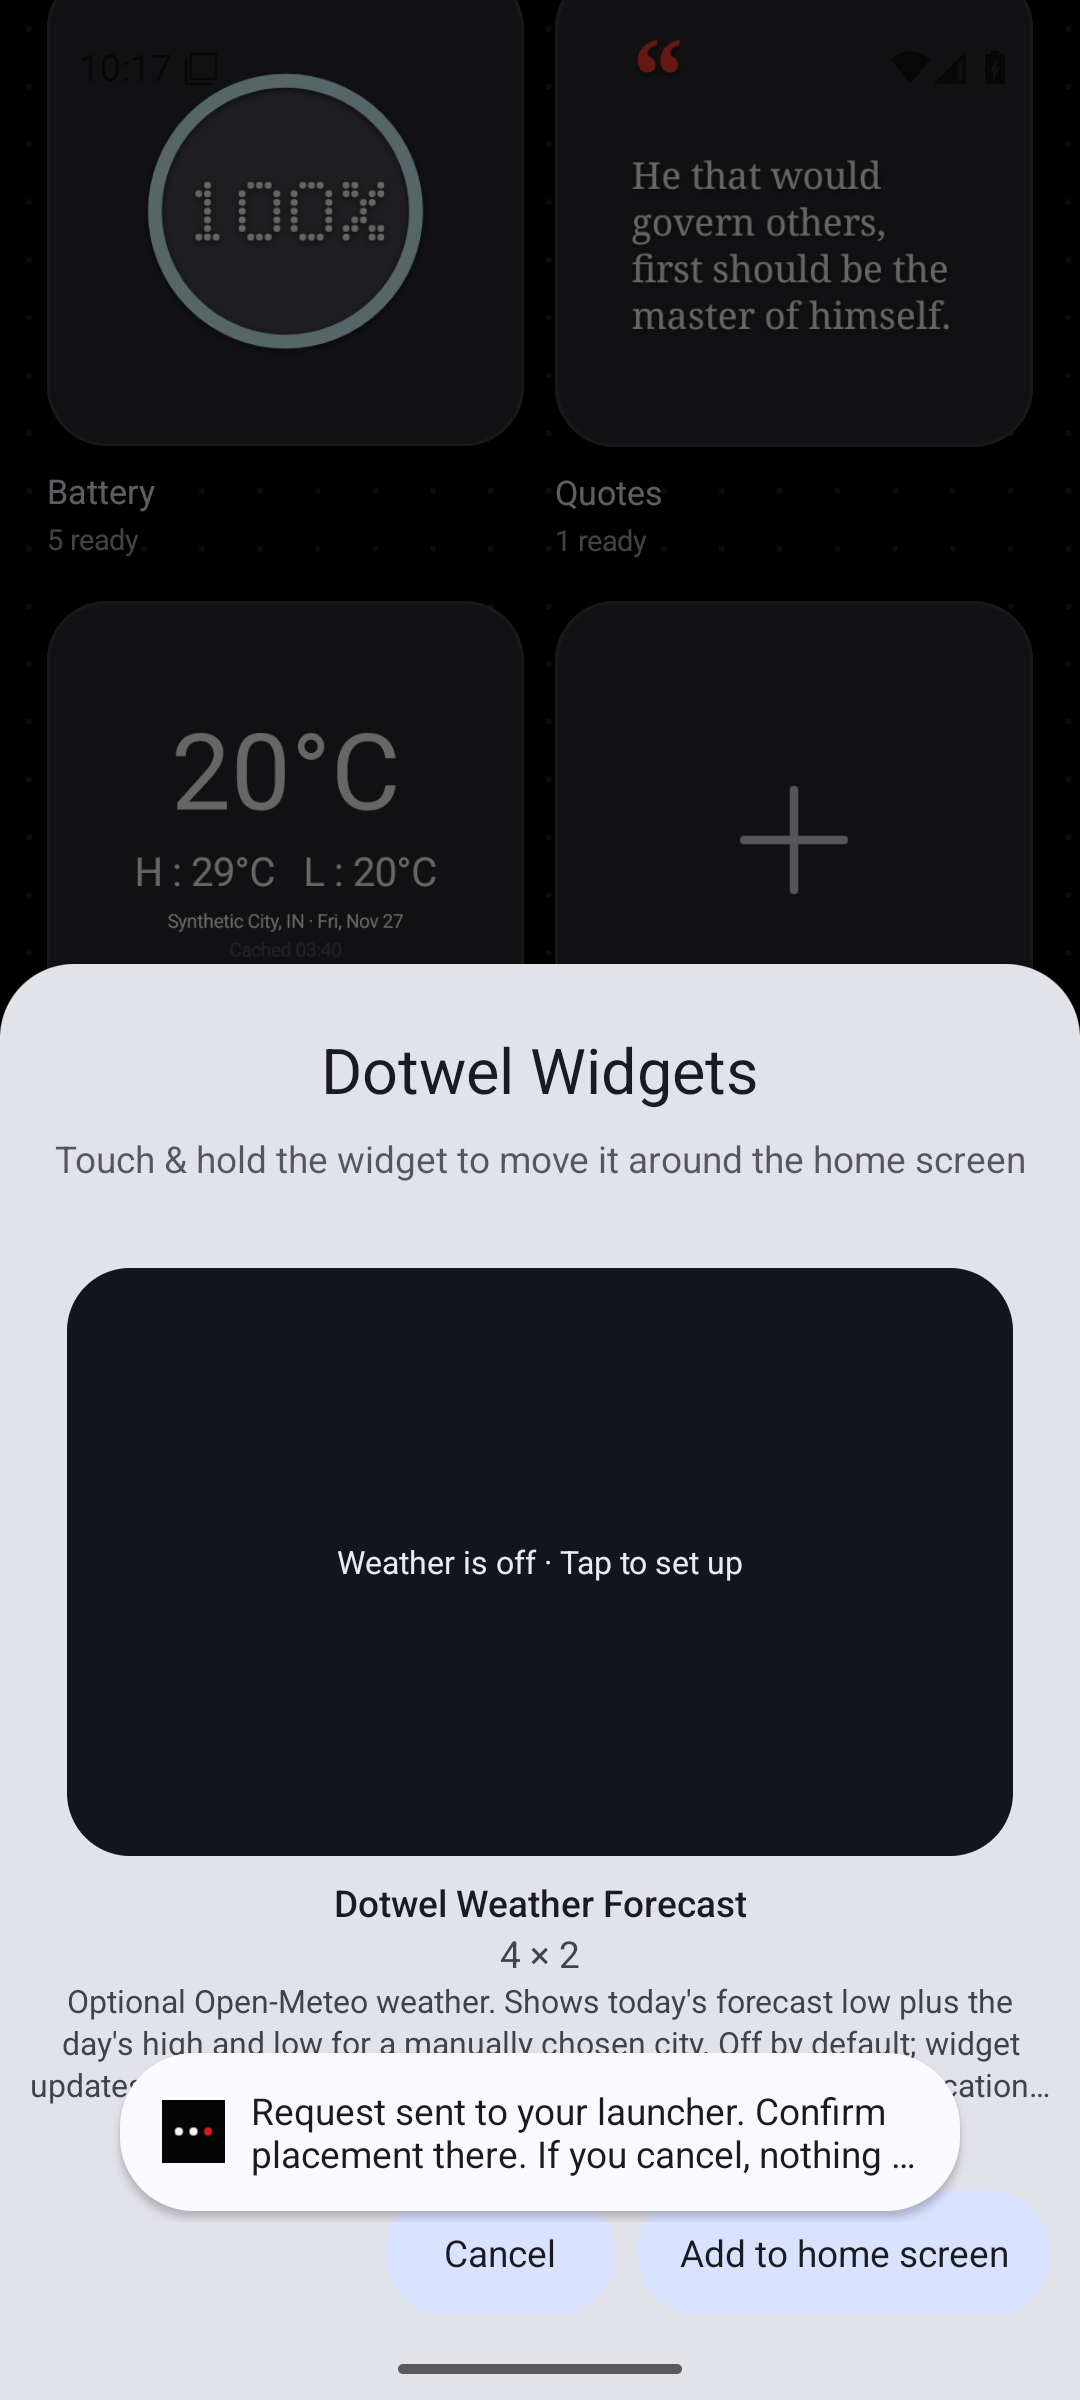 10:17
100%
“
He that would
govern others,
first should be the
master of himself.
Battery
5 ready
Quotes
1 ready
20°C
H : 29°C L : 20°C
Synthetic City, IN · Fri, Nov 27
Cached 03:40
Dotwel Widgets
Touch & hold the widget to move it around the home screen
Weather is off · Tap to set up
Dotwel Weather Forecast
4 × 2
Optional Open-Meteo weather. Shows today's forecast low plus the
day's high and low for a manually chosen city. Off by default; widget
Request sent to your launcher. Confirm
placement there. If you cancel, nothing …
Cancel
Add to home screen